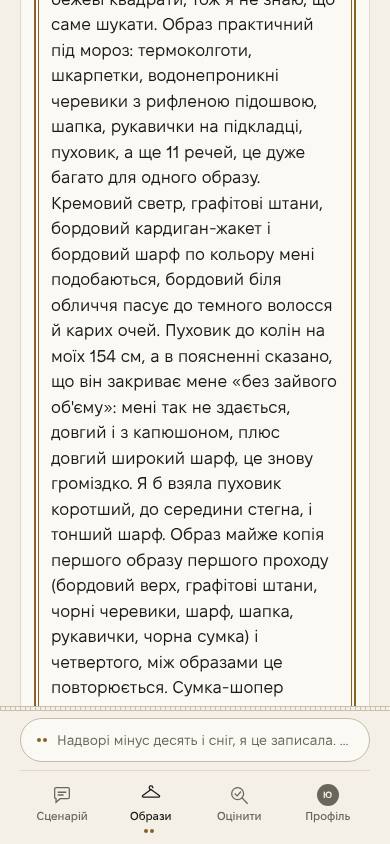 бежеві квадрати, тож я не знаю, що
саме шукати. Образ практичний
під мороз: термоколготи,
шкарпетки, водонепроникні
черевики з рифленою підошвою,
шапка, рукавички на підкладці,
пуховик, а ще 11 речей, це дуже
багато для одного образу.
Кремовий светр, графітові штани,
бордовий кардиган-жакет і
бордовий шарф по кольору мені
подобаються, бордовий біля
обличчя пасує до темного волосся
й карих очей. Пуховик до колін на
моїх 154 см, а в поясненні сказано,
що він закриває мене «без зайвого
об'єму»: мені так не здається,
довгий і з капюшоном, плюс
довгий широкий шарф, це знову
громіздко. Я б взяла пуховик
коротший, до середини стегна, і
тонший шарф. Образ майже копія
першого образу першого проходу
(бордовий верх, графітові штани,
чорні черевики, шарф, шапка,
рукавички, чорна сумка) і
четвертого, між образами це
повторюється. Сумка-шопер
Надворі мінус десять і сніг, я це записала. ...
Сценарій
Образи
Оцінити
Ю
Профіль